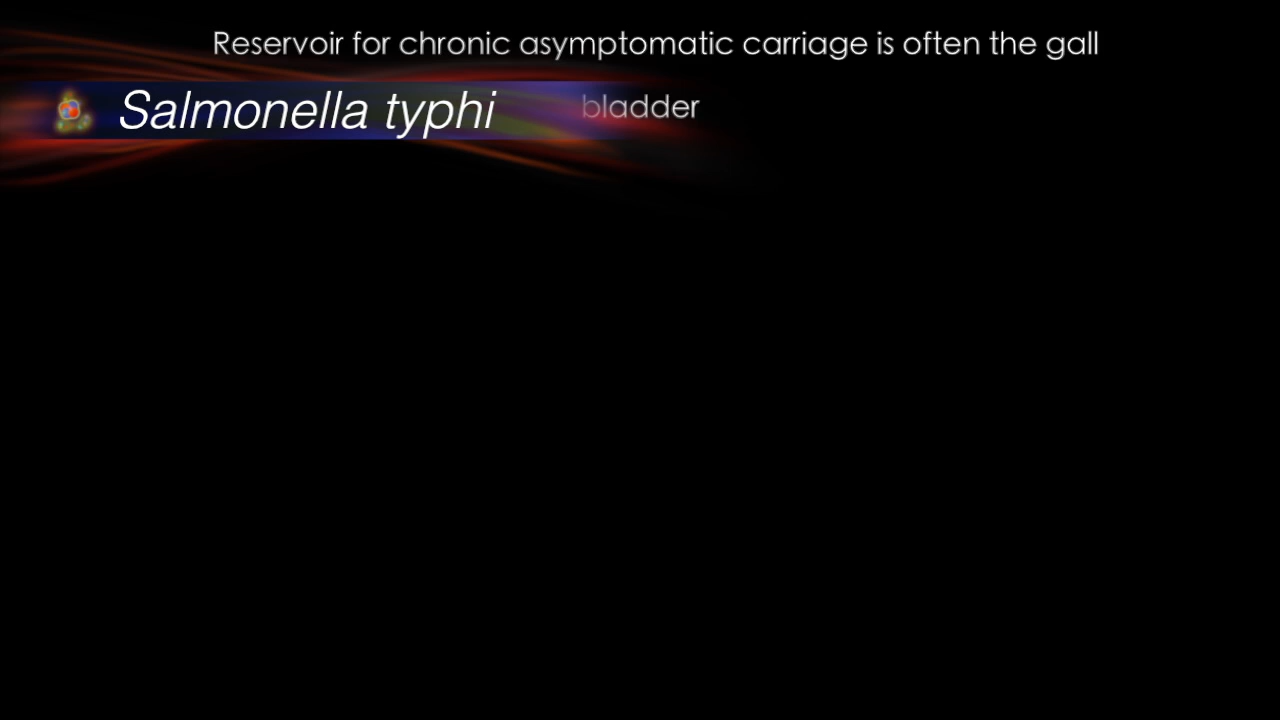 Reservoir for chronic asymptomatic carriage is often the gall
bladder
Salmonella typhi